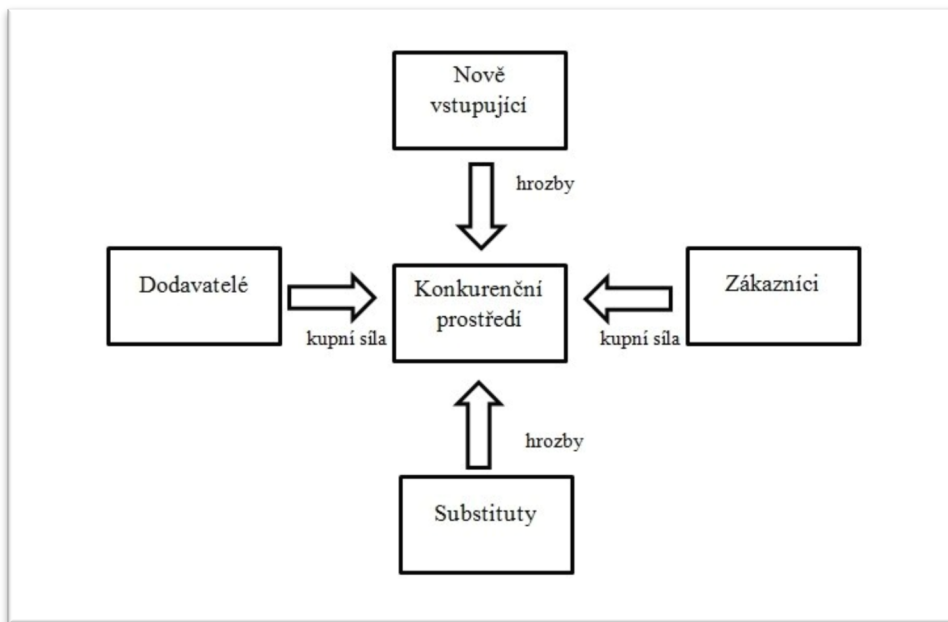 Nově
vstupující
hrozby
Dodavatelé
kupní síla
Konkurenční
prostředí
Zákazníci
kupní síla
hrozby
Substituty